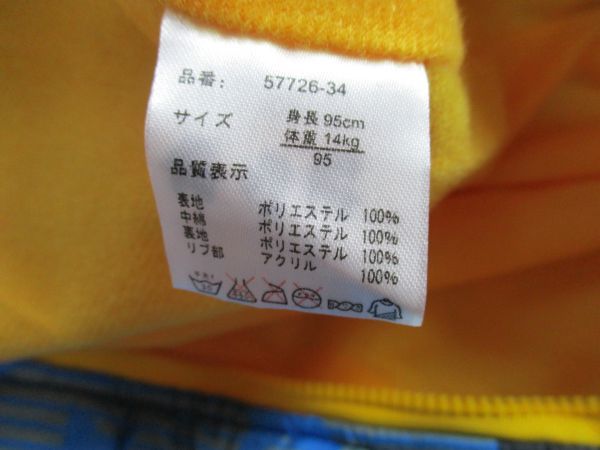 品番: 57726-34
サイズ 身長 95cm
体重 14kg
95
品質表示
表地 ポリエステル 100%
中綿 ポリエステル 100%
裏地 ポリエステル 100%
リブ部 アクリル 100%